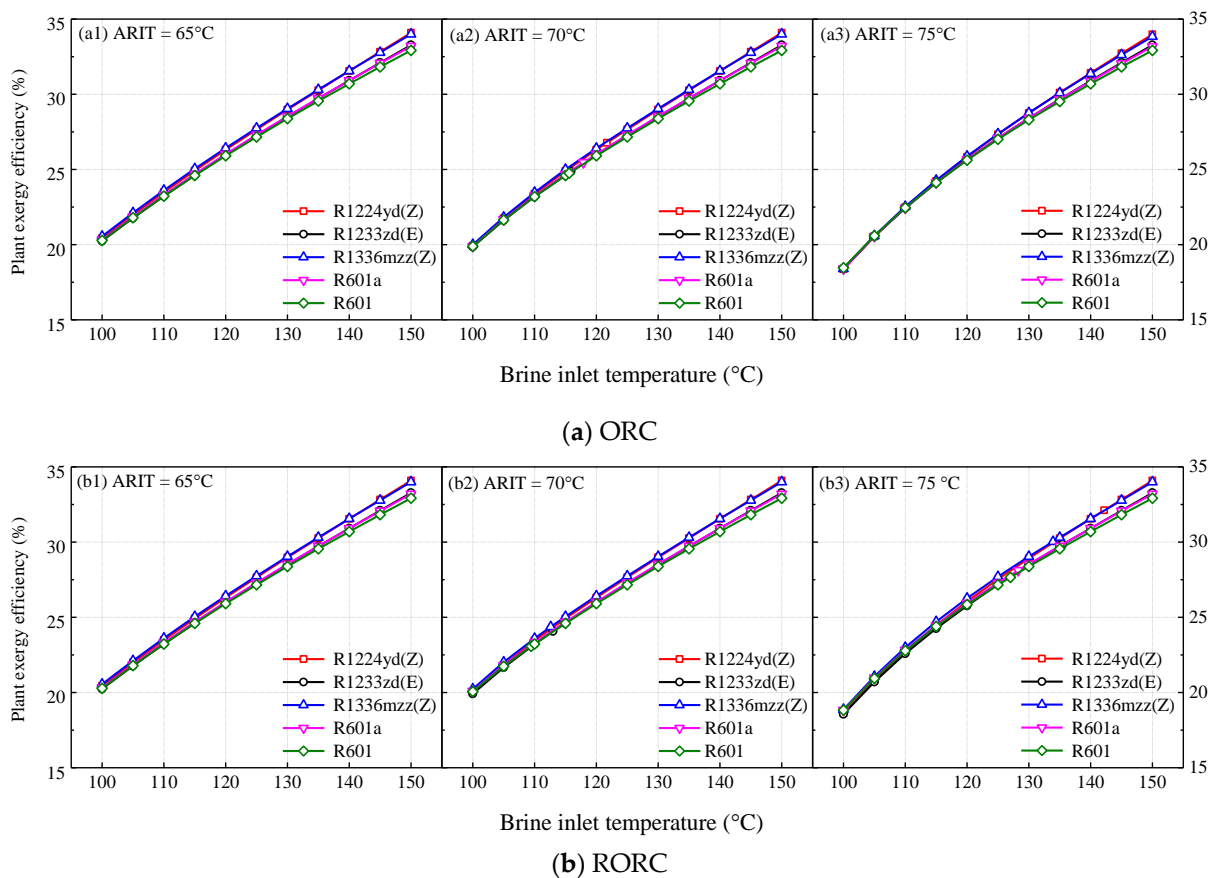 (a1) ARIT = 65°C
(a2) ARIT = 70°C
(a3) ARIT = 75°C
Plant exergy efficiency (%)
35
30
25
20
15
35
30
25
20
15
R1224yd(Z)
R1233zd(E)
R1336mzz(Z)
R601a
R601
R1224yd(Z)
R1233zd(E)
R1336mzz(Z)
R601a
R601
R1224yd(Z)
R1233zd(E)
R1336mzz(Z)
R601a
R601
100 110 120 130 140 150
100 110 120 130 140 150
100 110 120 130 140 150
Brine inlet temperature (°C)
(a) ORC
(b1) ARIT = 65°C
(b2) ARIT = 70°C
(b3) ARIT = 75 °C
Plant exergy efficiency (%)
35
30
25
20
15
35
30
25
20
15
R1224yd(Z)
R1233zd(E)
R1336mzz(Z)
R601a
R601
R1224yd(Z)
R1233zd(E)
R1336mzz(Z)
R601a
R601
R1224yd(Z)
R1233zd(E)
R1336mzz(Z)
R601a
R601
100 110 120 130 140 150
100 110 120 130 140 150
100 110 120 130 140 150
Brine inlet temperature (°C)
(b) RORC